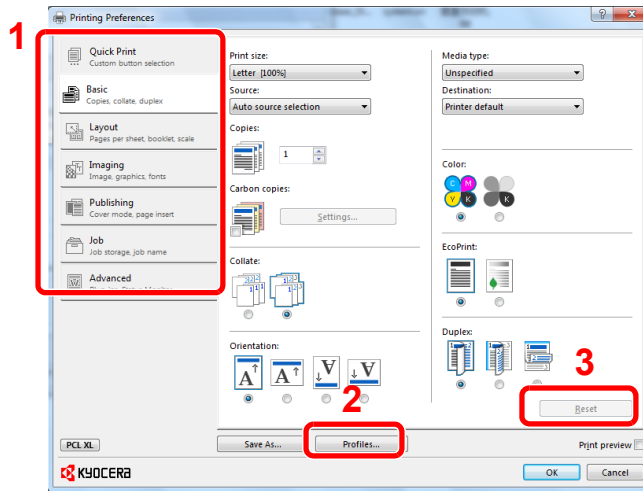 Printing Preferences
1
Quick Print
Custom button selection
Basic
Copies, collate, duplex
Layout
Pages per sheet, booklet, scale
Imaging
Image, graphics, fonts
Publishing
Cover mode, page insert
Job
Job storage, job name
Advanced
Print size:
Letter [100%]
Source:
Auto source selection
Copies:
1
Carbon copies:
Settings...
Collate:
Orientation:
A A A A
Media type:
Unspecified
Destination:
Printer default
Color:
C M
Y K K
EcoPrint:
Duplex:
2
3
Reset
PCL XL
Save As...
Profiles...
Print preview
KYOCERA
OK
Cancel